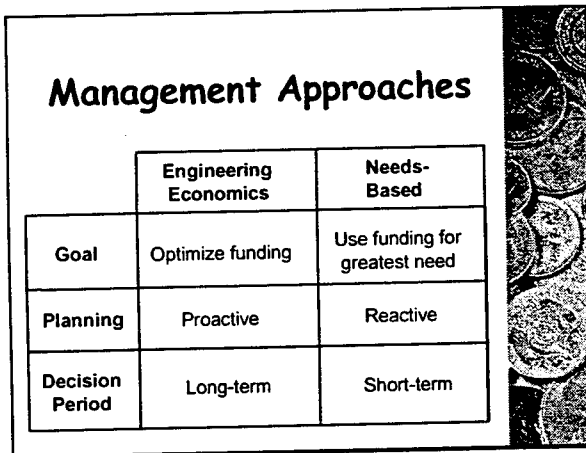 Management Approaches
Engineering Economics
Needs-Based
Goal
Optimize funding
Use funding for greatest need
Planning
Proactive
Reactive
Decision Period
Long-term
Short-term